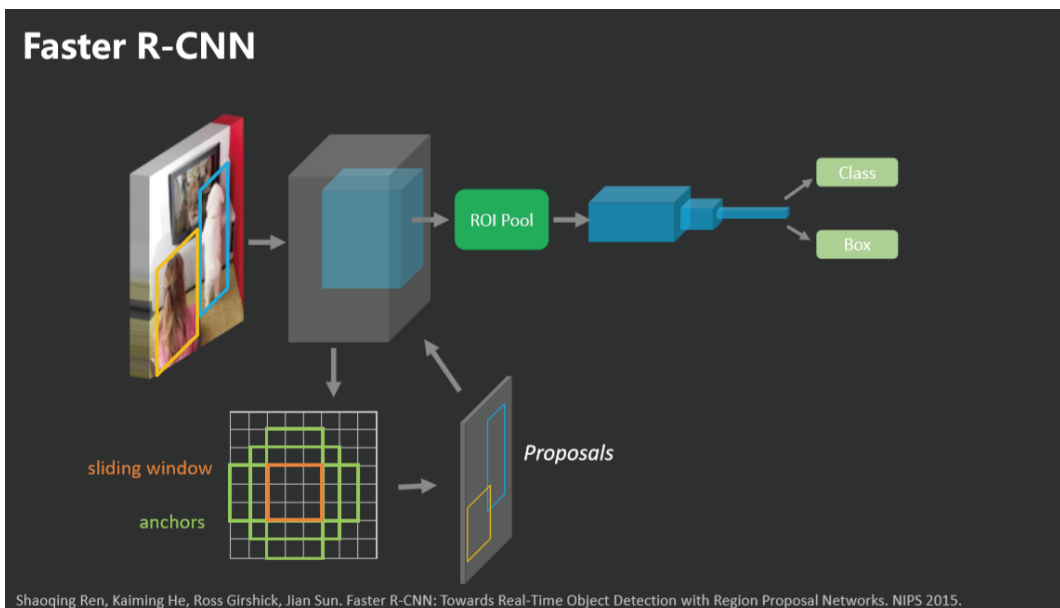 Faster R-CNN
ROI Pool
Class
Box
sliding window
anchors
Proposals
Shaoqing Ren, Kaiming He, Ross Girshick, Jian Sun. Faster R-CNN: Towards Real-Time Object Detection with Region Proposal Networks. NIPS 2015.